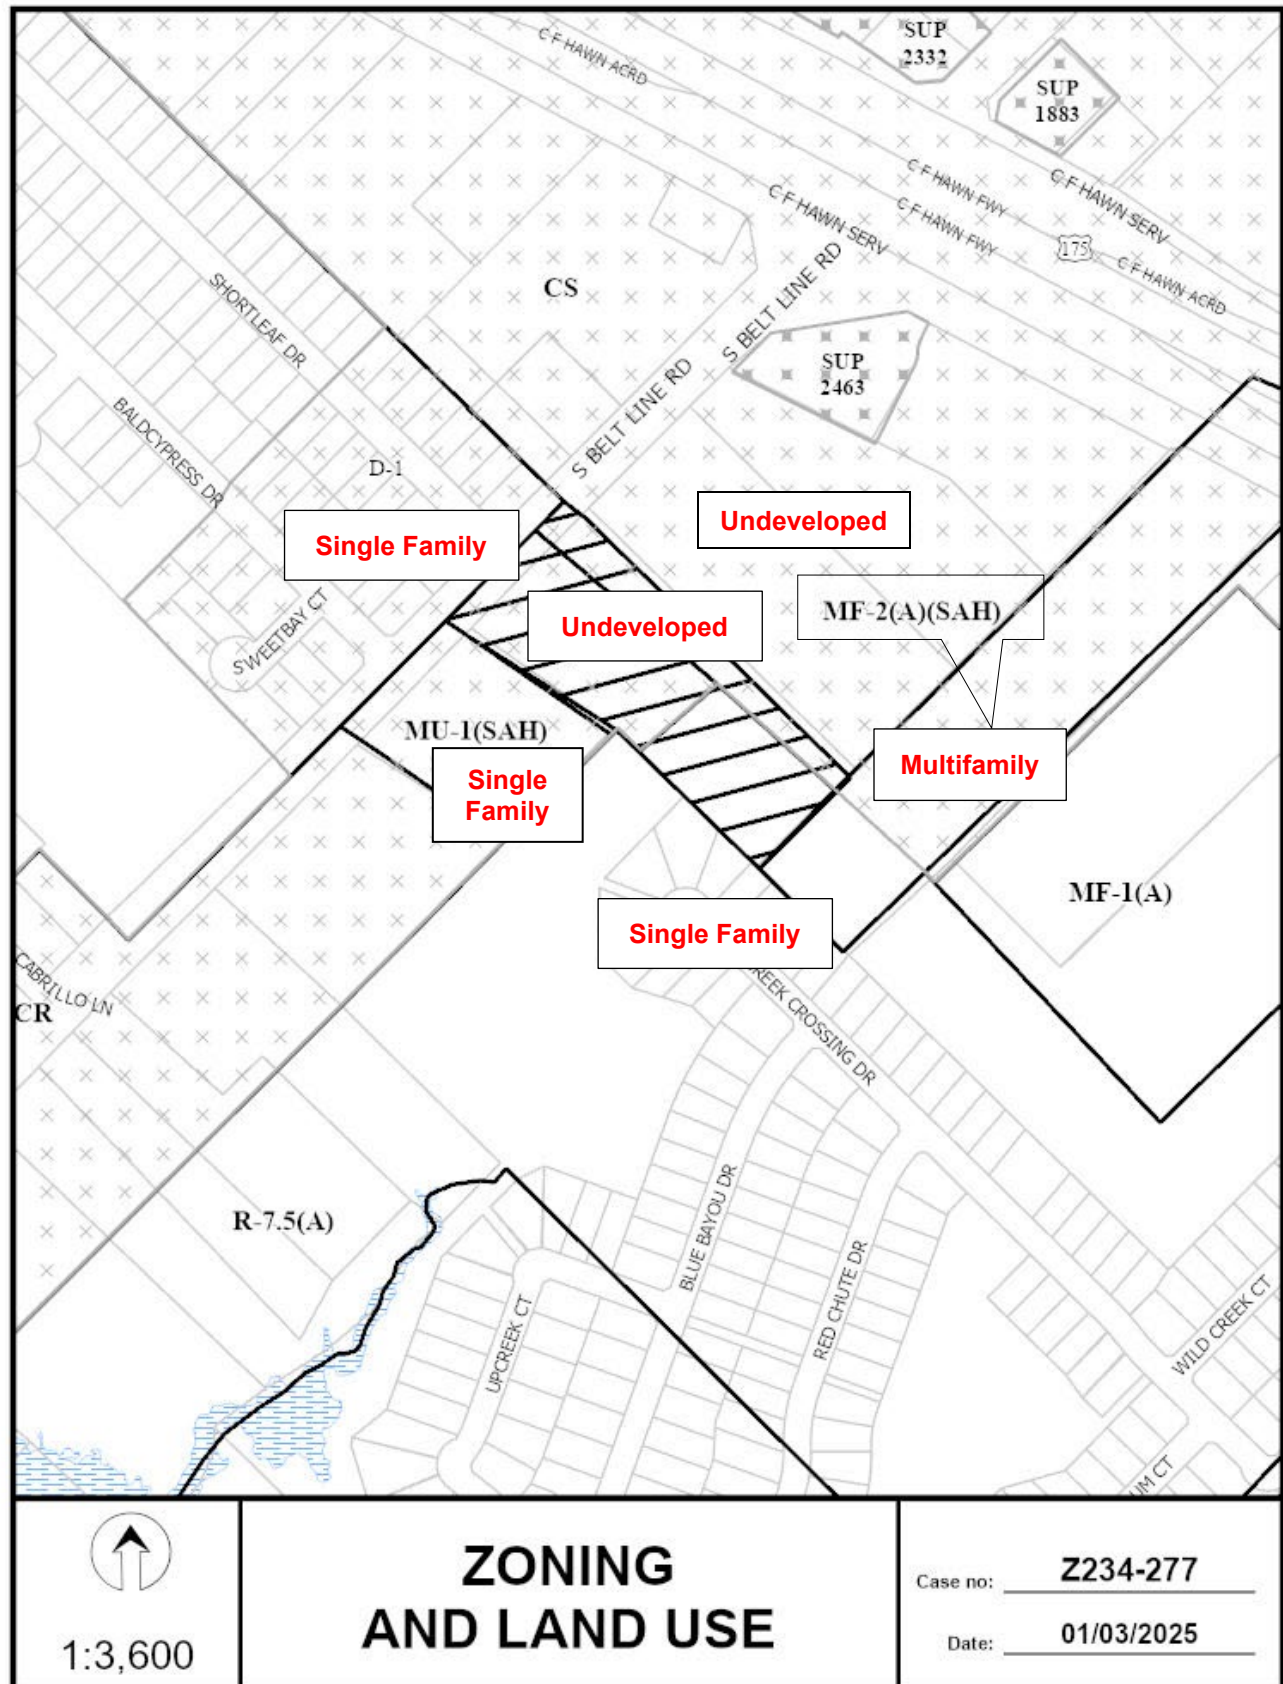 C F HAWN ACRD
SUP
2332
SUP
1883
C F HAWN FWY
C F HAWN SERV
C F HAWN SERV
C F HAWN FWY
175
C F HAWN ACRD
S BELT LINE RD
SHORTLEAF DR
CS
SUP
2463
S BELT LINE RD
BALDCYPRESS DR
D-1
Undeveloped
Single Family
MF-2(A)(SAH)
Undeveloped
SWEETBAY CT
MU-1(SAH)
Multifamily
Single
Family
MF-1(A)
Single Family
CABRILLO LN
CR
REEK CROSSING DR
R-7.5(A)
BLUE BAYOU DR
RED CHUTE DR
UPCREEK CT
WILD CREEK CT
UM CT
1:3,600
ZONING
AND LAND USE
Case no: Z234-277
Date: 01/03/2025